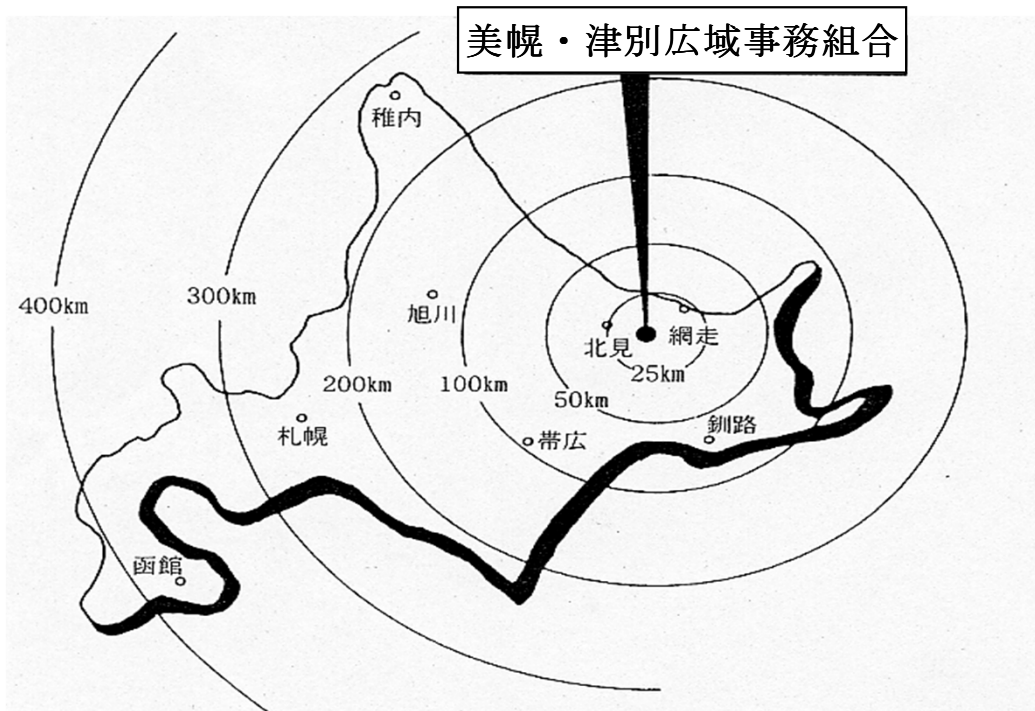 美幌・津別広域事務組合
稚内
400km
300km
旭川
北見
網走
200km
100km
25km
50km
札幌
帯広
釧路
函館